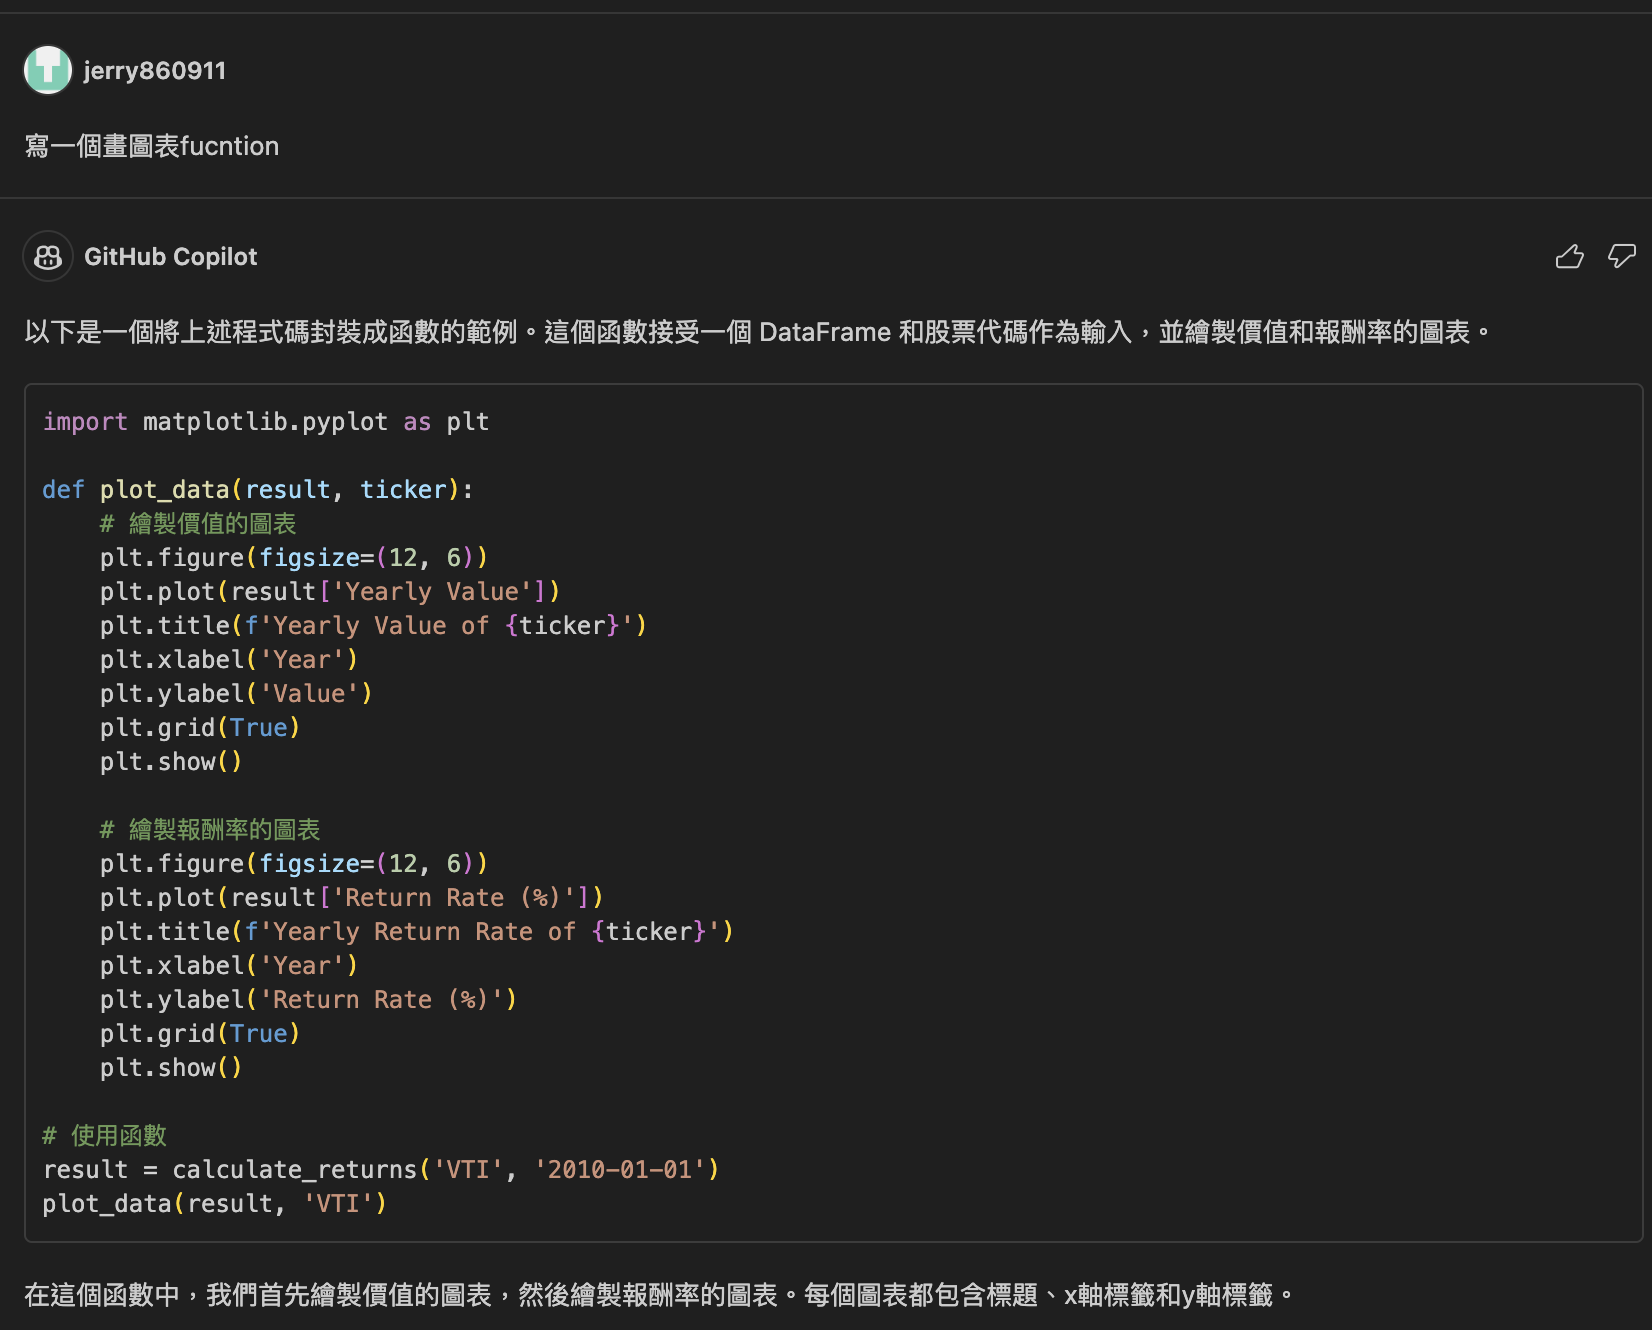 jerry860911
寫一個畫圖表fucntion
GitHub Copilot
以下是一個將上述程式碼封裝成函數的範例。這個函數接受一個 DataFrame 和股票代碼作為輸入，並繪製價值和報酬率的圖表。
import matplotlib.pyplot as plt
def plot_data(result, ticker):
    # 繪製價值的圖表
    plt.figure(figsize=(12, 6))
    plt.plot(result['Yearly Value'])
    plt.title(f'Yearly Value of {ticker}')
    plt.xlabel('Year')
    plt.ylabel('Value')
    plt.grid(True)
    plt.show()
    # 繪製報酬率的圖表
    plt.figure(figsize=(12, 6))
    plt.plot(result['Return Rate (%)'])
    plt.title(f'Yearly Return Rate of {ticker}')
    plt.xlabel('Year')
    plt.ylabel('Return Rate (%)')
    plt.grid(True)
    plt.show()
# 使用函數
result = calculate_returns('VTI', '2010-01-01')
plot_data(result, 'VTI')
在這個函數中，我們首先繪製價值的圖表，然後繪製報酬率的圖表。每個圖表都包含標題、x軸標籤和y軸標籤。